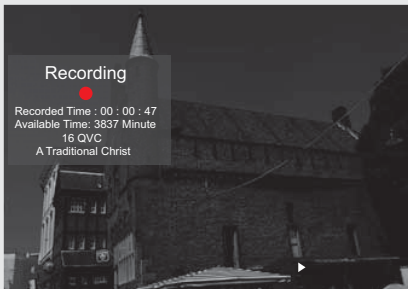 Recording
Recorded Time : 00 : 00 : 47
Available Time: 3837 Minute
16 QVC
A Traditional Christ